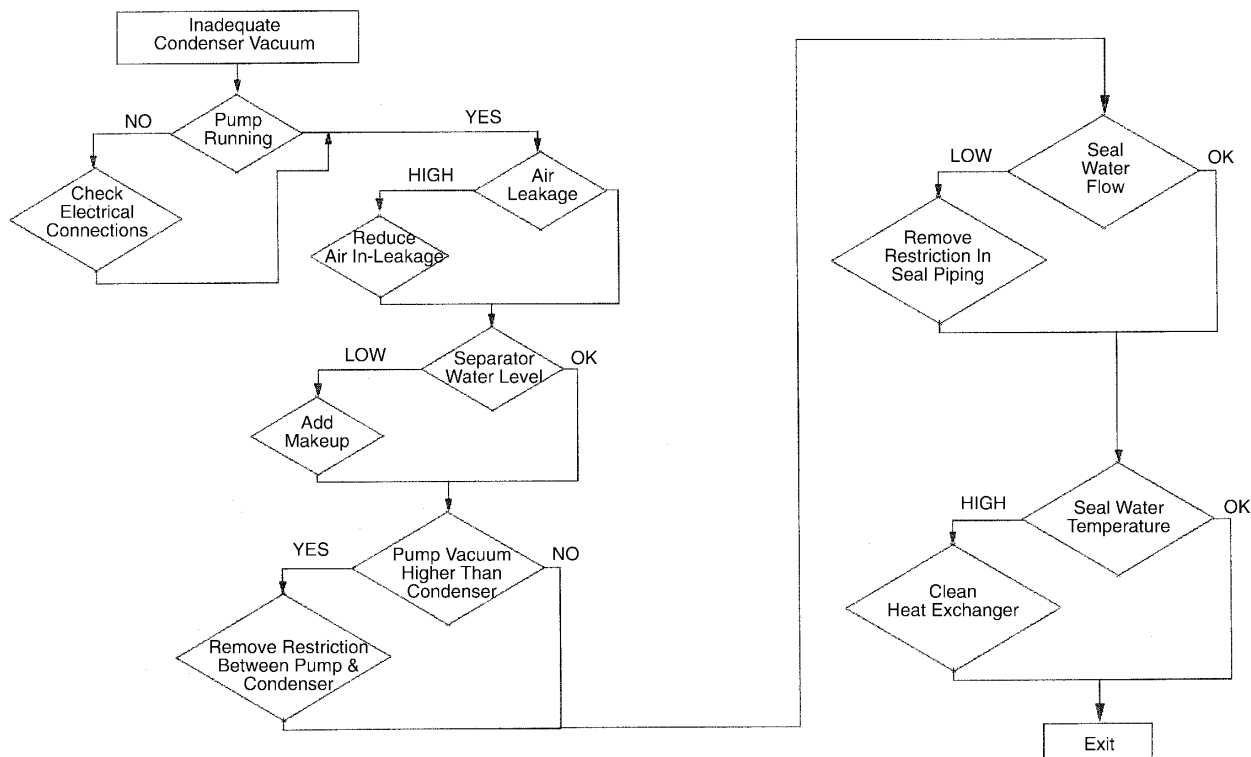 Inadequate
Condenser Vacuum
NO
Pump
Running
YES
Check
Electrical
Connections
HIGH
Air
Leakage
Reduce
Air In-Leakage
LOW
Separator
Water Level
OK
Add
Makeup
YES
Pump Vacuum
Higher Than
Condenser
NO
Remove Restriction
Between Pump &
Condenser
LOW
Seal
Water
Flow
OK
Remove
Restriction In
Seal Piping
HIGH
Seal Water
Temperature
OK
Clean
Heat Exchanger
Exit